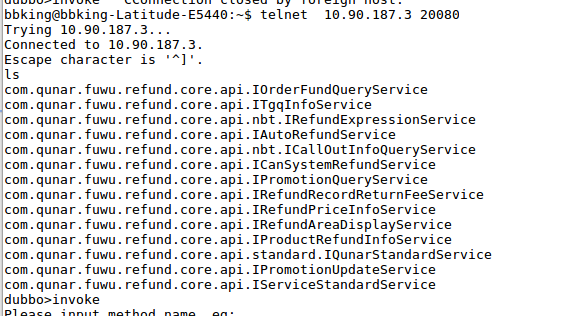 dubbo>invoke   cConnection closed by foreign host.
bbking@bbking-Latitude-E5440:~$ telnet  10.90.187.3 20080
Trying 10.90.187.3...
Connected to 10.90.187.3.
Escape character is '^]'.
ls
com.qunar.fuwu.refund.core.api.IOrderFundQueryService
com.qunar.fuwu.refund.core.api.ITgqInfoService
com.qunar.fuwu.refund.core.api.nbt.IRefundExpressionService
com.qunar.fuwu.refund.core.api.IAutoRefundService
com.qunar.fuwu.refund.core.api.nbt.ICallOutInfoQueryService
com.qunar.fuwu.refund.core.api.ICanSystemRefundService
com.qunar.fuwu.refund.core.api.IPromotionQueryService
com.qunar.fuwu.refund.core.api.IRefundRecordReturnFeeService
com.qunar.fuwu.refund.core.api.IRefundPriceInfoService
com.qunar.fuwu.refund.core.api.IRefundAreaDisplayService
com.qunar.fuwu.refund.core.api.IProductRefundInfoService
com.qunar.fuwu.refund.core.api.standard.IQunarStandardService
com.qunar.fuwu.refund.core.api.IPromotionUpdateService
com.qunar.fuwu.refund.core.api.IServiceStandardService
dubbo>invoke
Please input method name, eg: